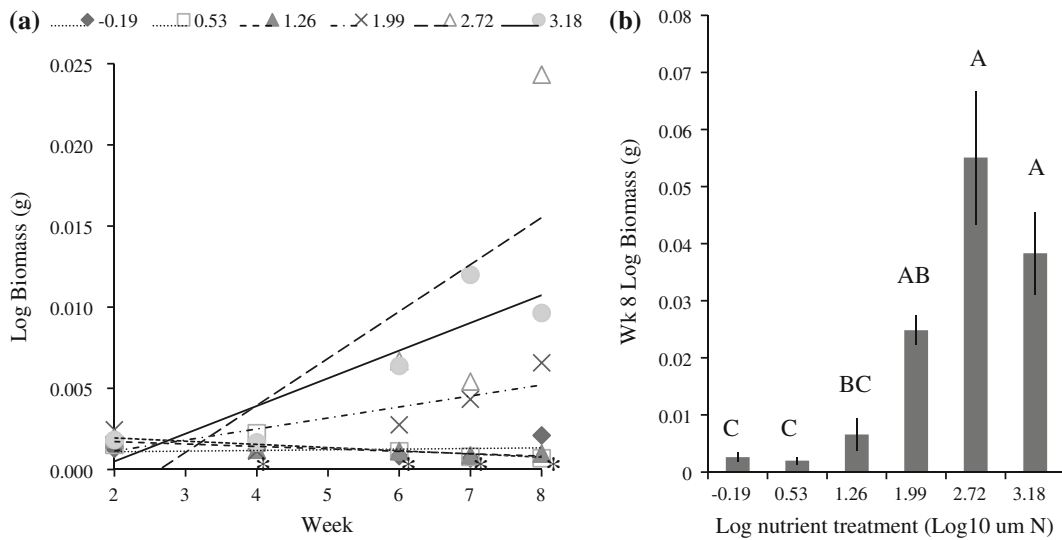 (a) -0.19 0.53 1.26 1.99 2.72 3.18
0.025
0.020
0.015
0.010
0.005
0.000
Log Biomass (g)
* * * *
2 3 4 5 6 7 8
Week
(b)
0.08
0.07
0.06
0.05
0.04
0.03
0.02
0.01
0
Wk 8 Log Biomass (g)
C C BC AB A A
-0.19 0.53 1.26 1.99 2.72 3.18
Log nutrient treatment (Log10 um N)